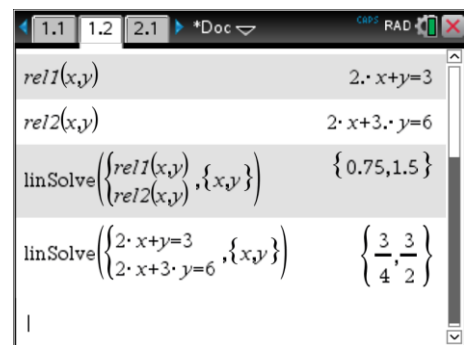 1.1 1.2 2.1 *Doc CAPS RAD
rel1(x,y) 2.·x+y=3
rel2(x,y) 2·x+3.·y=6
linSolve({rel1(x,y) rel2(x,y) ,{x,y}) {0.75,1.5}
linSolve({2·x+y=3 2·x+3·y=6 ,{x,y}) {3/4,3/2}